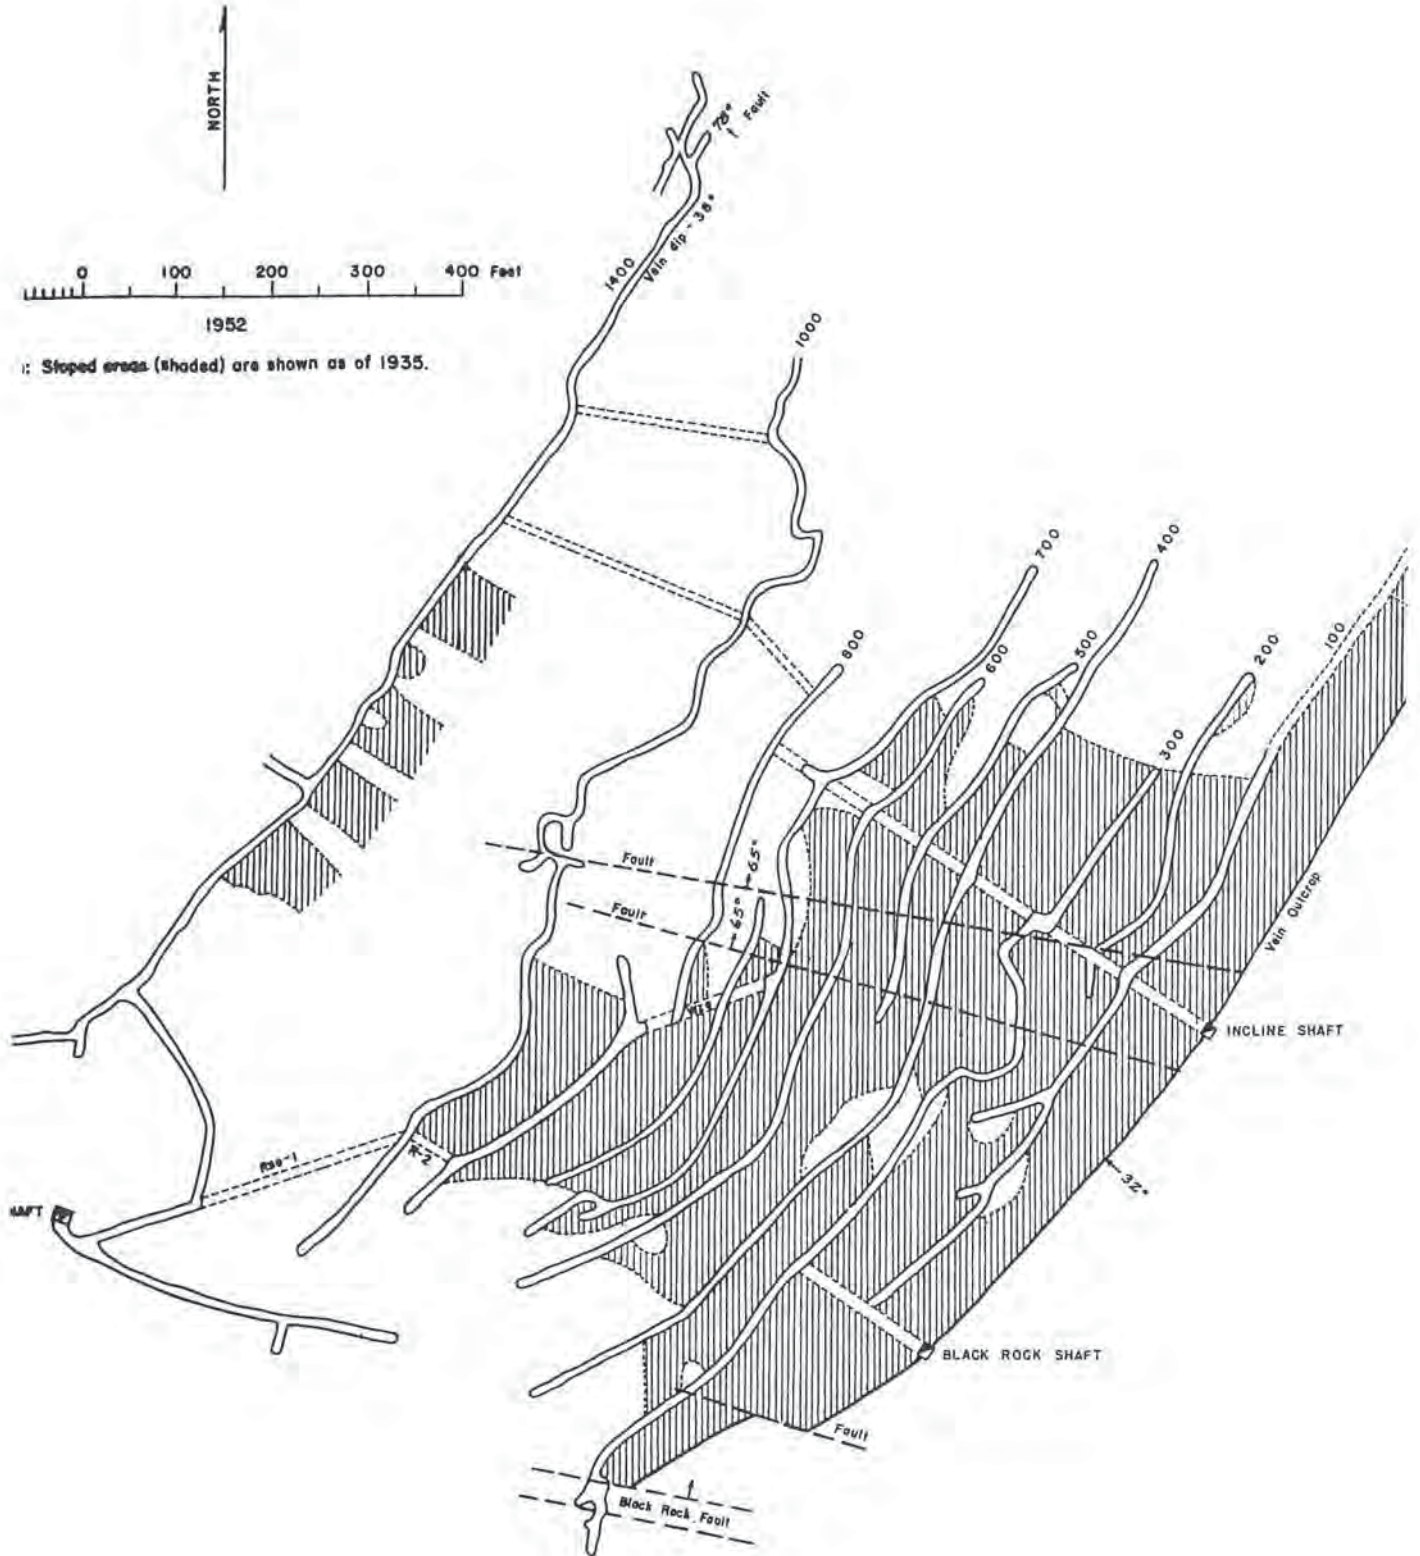 NORTH
78°
Fault
Vein dip - 38°
1400
0 100 200 300 400 Feet
1952
: Stoped areas (shaded) are shown as of 1935.
1000
700
400
800
600
500
200
100
300
Fault
65°
Fault
65°
Vein Outcrop
INCLINE SHAFT
Rse-1
R-2
32°
BLACK ROCK SHAFT
Fault
Black Rock Fault